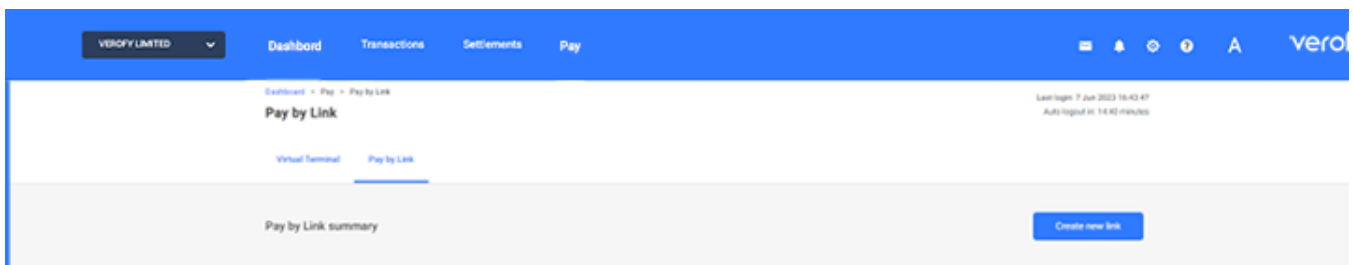 VEROFY LIMITED
Dashbord
Transactions
Settlements
Pay
A
verof
Dashboard > Pay > Pay by Link
Last login: 7 Jun 2023 16:43:47
Pay by Link
Auto logout in: 14:40 minutes
Virtual Terminal
Pay by Link
Pay by Link summary
Create new link